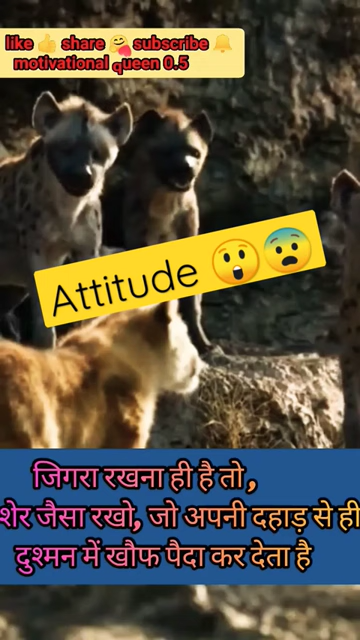 like 👍 share 🤗 subscribe 🔔
motivational queen 0.5
Attitude 😲😨
जिगरा रखना ही है तो,
शेर जैसा रखो, जो अपनी दहाड़ से ही
दुश्मन में खौफ पैदा कर देता है